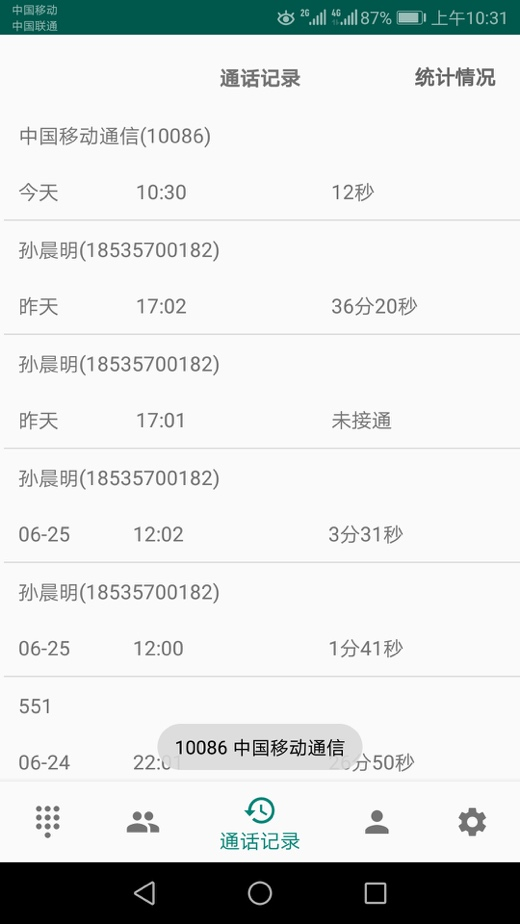 中国移动
中国联通
2G 4G 87% 上午10:31
通话记录 统计情况
中国移动通信(10086)
今天 10:30 12秒
孙晨明(18535700182)
昨天 17:02 36分20秒
孙晨明(18535700182)
昨天 17:01 未接通
孙晨明(18535700182)
06-25 12:02 3分31秒
孙晨明(18535700182)
06-25 12:00 1分41秒
551
10086 中国移动通信
06-24 22:01 26分50秒
通话记录